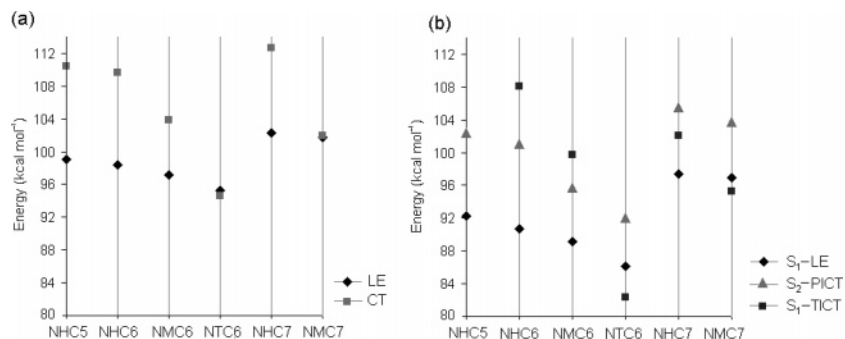 (a)
Energy (kcal mol⁻¹)
112
108
104
100
96
92
88
84
80
NHC5 NHC6 NMC6 NTC6 NHC7 NMC7
LE
CT
(b)
Energy (kcal mol⁻¹)
112
108
104
100
96
92
88
84
80
NHC5 NHC6 NMC6 NTC6 NHC7 NMC7
S₁–LE
S₂–PICT
S₁–TICT